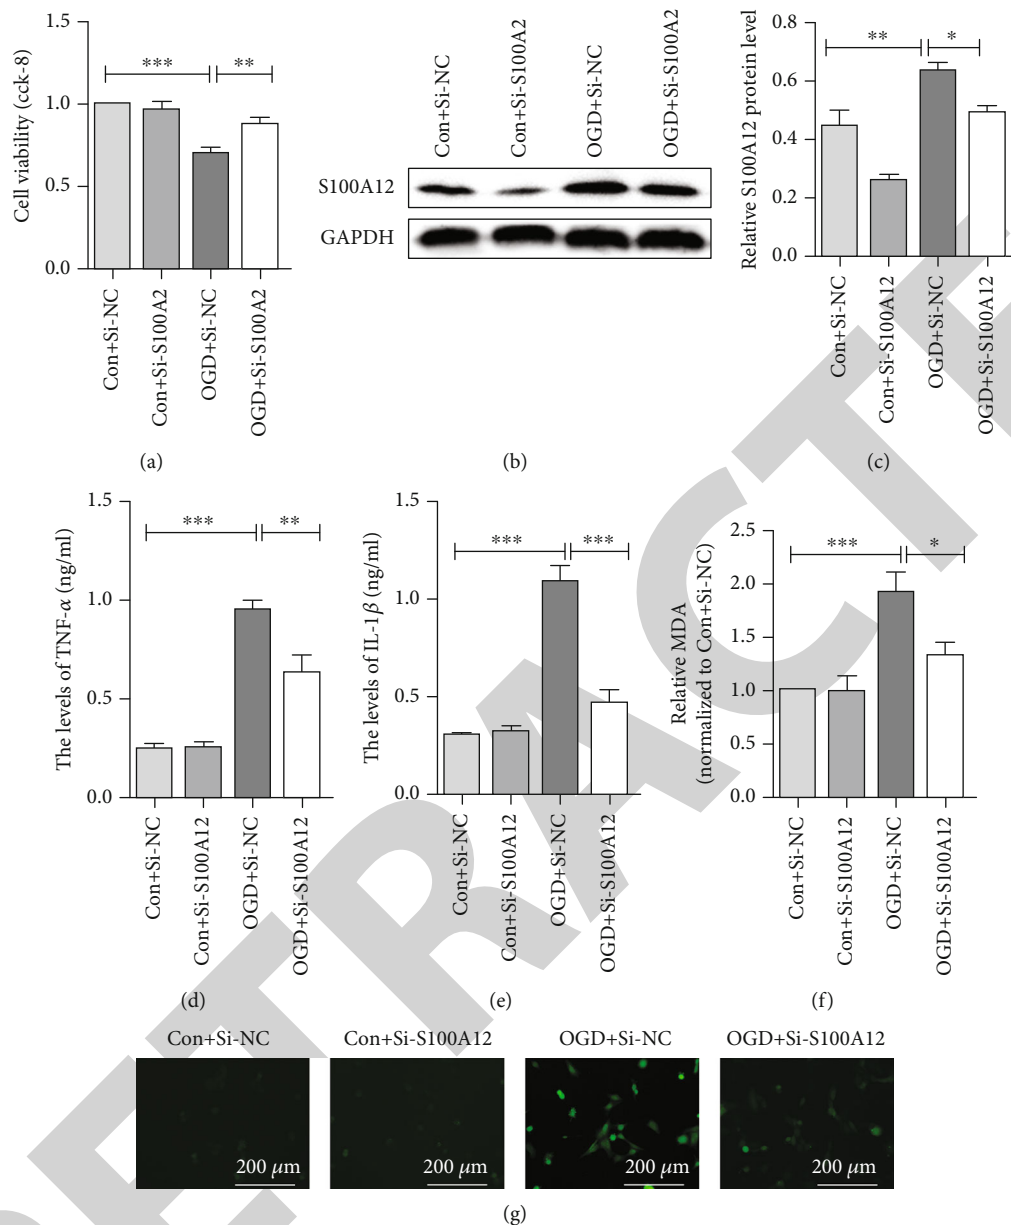 Cell viability (cck-8)
1.5
1.0
0.5
0.0
***
**
Con+Si-NC
Con+Si-S100A2
OGD+Si-NC
OGD+Si-S100A2
(a)
Con+Si-NC
Con+Si-S100A2
OGD+Si-NC
OGD+Si-S100A2
S100A12
GAPDH
(b)
Relative S100A12 protein level
0.8
0.6
0.4
0.2
0.0
**
*
Con+Si-NC
Con+Si-S100A12
OGD+Si-NC
OGD+Si-S100A12
(c)
The levels of TNF-α (ng/ml)
1.5
1.0
0.5
0.0
***
**
Con+Si-NC
Con+Si-S100A12
OGD+Si-NC
OGD+Si-S100A12
(d)
The levels of IL-1β (ng/ml)
1.5
1.0
0.5
0.0
***
***
Con+Si-NC
Con+Si-S100A12
OGD+Si-NC
OGD+Si-S100A12
(e)
Relative MDA
(normalized to Con+Si-NC)
2.5
2.0
1.5
1.0
0.5
0.0
***
*
Con+Si-NC
Con+Si-S100A12
OGD+Si-NC
OGD+Si-S100A12
(f)
Con+Si-NC
Con+Si-S100A12
OGD+Si-NC
OGD+Si-S100A12
200 μm
200 μm
200 μm
200 μm
(g)
RETRACTE